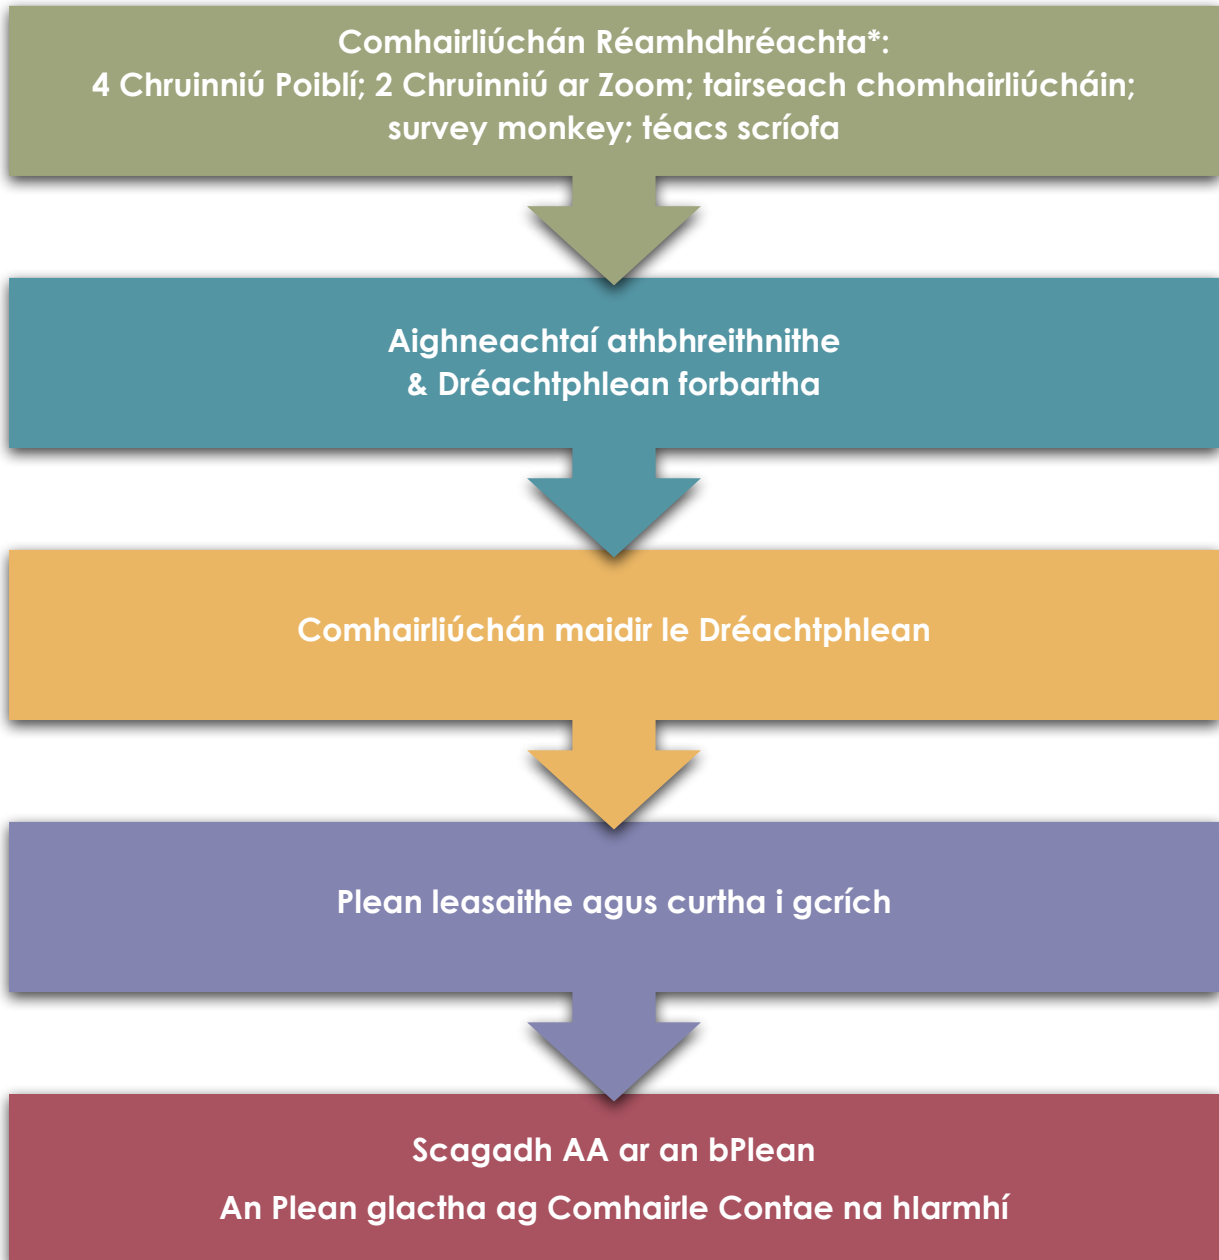 Comhairliúchán Réamhdhréachta*:
4 Chruinniú Poiblí; 2 Chruinniú ar Zoom; tairseach chomhairliúcháin;
survey monkey; téacs scríofa
Aighneachtaí athbhreithnithe
& Dréachtphlean forbartha
Comhairliúchán maidir le Dréachtphlean
Plean leasaithe agus curtha i gcrích
Scagadh AA ar an bPlean
An Plean glactha ag Comhairle Contae na hIarmhí